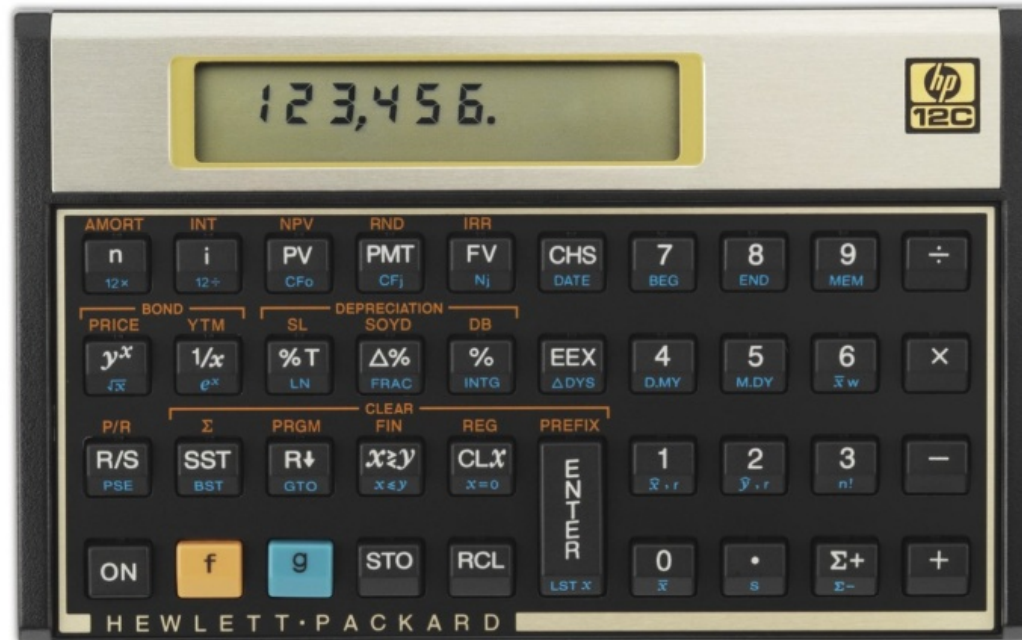 123,456.
hp
12C
AMORT INT NPV RND IRR
n i PV PMT FV CHS 7 8 9 ÷
12× 12÷ CFo CFj Nj DATE BEG END MEM
BOND DEPRECIATION
PRICE YTM SL SOYD DB
yˣ 1/x %T Δ% % EEX 4 5 6 ×
√x eˣ LN FRAC INTG ΔDYS D.MY M.DY x̄w
CLEAR
P/R Σ PRGM FIN REG PREFIX
R/S SST R↓ x≷y CLx ENTER 1 2 3 −
PSE BST GTO x≤y x=0 x̂,r ŷ,r n!
ON f g STO RCL 0 • Σ+ +
LST x x̄ s Σ−
HEWLETT·PACKARD